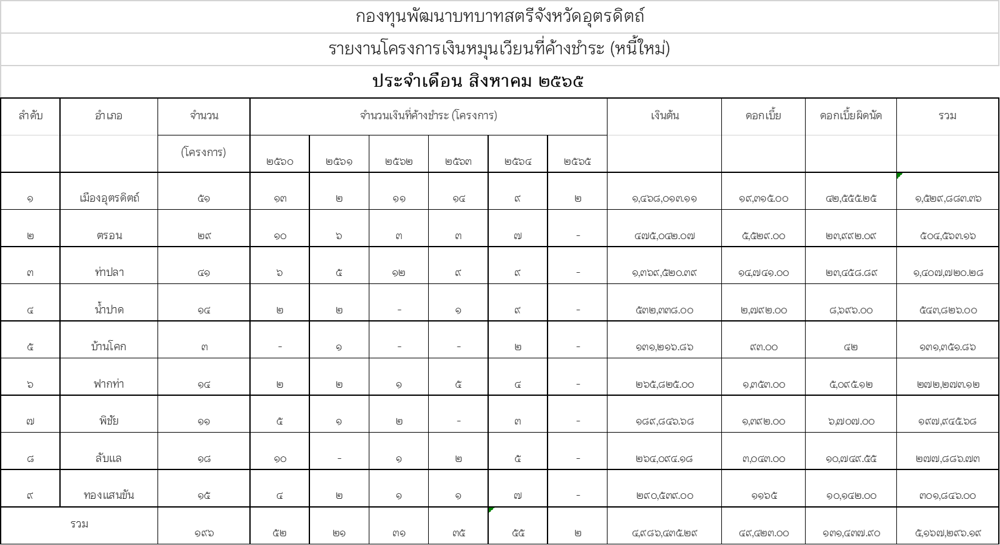 กองทุนพัฒนาบทบาทสตรีจังหวัดอุตรดิตถ์
รายงานโครงการเงินหมุนเวียนที่ค้างชำระ (หนี้ใหม่)
ประจำเดือน สิงหาคม ๒๕๖๕
ลำดับ อำเภอ จำนวน จำนวนเงินที่ค้างชำระ (โครงการ) เงินต้น ดอกเบี้ย ดอกเบี้ยผิดนัด รวม
(โครงการ) ๒๕๖๐ ๒๕๖๑ ๒๕๖๒ ๒๕๖๓ ๒๕๖๔ ๒๕๖๕
๑ เมืองอุตรดิตถ์ ๕๑ ๑๓ ๒ ๑๑ ๑๔ ๙ ๒ ๑,๔๖๘,๐๑๓.๑๑ ๑๙,๓๑๕.๐๐ ๔๒,๕๕๕.๒๕ ๑,๕๒๙,๘๘๓.๓๖
๒ ตรอน ๒๙ ๑๐ ๖ ๓ ๓ ๗ - ๔๗๕,๐๔๒.๐๗ ๕,๕๒๙.๐๐ ๒๓,๙๙๒.๐๙ ๕๐๔,๕๖๓.๑๖
๓ ท่าปลา ๔๑ ๖ ๕ ๑๒ ๙ ๙ - ๑,๓๖๙,๕๒๐.๓๙ ๑๔,๗๔๑.๐๐ ๒๓,๔๕๘.๘๙ ๑,๔๐๗,๗๒๐.๒๘
๔ น้ำปาด ๑๔ ๒ ๒ - ๑ ๙ - ๕๓๒,๓๓๘.๐๐ ๒,๗๙๒.๐๐ ๘,๖๙๖.๐๐ ๕๔๓,๘๒๖.๐๐
๕ บ้านโคก ๓ - ๑ - - ๒ - ๑๓๑,๒๑๖.๘๖ ๙๓.๐๐ ๔๒ ๑๓๑,๓๕๑.๘๖
๖ ฟากท่า ๑๔ ๒ ๒ ๑ ๕ ๔ - ๒๖๕,๘๒๕.๐๐ ๑,๓๕๓.๐๐ ๕,๐๙๕.๑๒ ๒๗๒,๒๗๓.๑๒
๗ พิชัย ๑๑ ๕ ๑ ๒ - ๓ - ๑๘๙,๘๔๖.๖๘ ๑,๓๙๒.๐๐ ๖,๗๐๗.๐๐ ๑๙๗,๙๔๕.๖๘
๘ ลับแล ๑๘ ๑๐ - ๑ ๒ ๕ - ๒๖๔,๐๙๔.๑๘ ๓,๐๔๓.๐๐ ๑๐,๗๔๙.๕๕ ๒๗๗,๘๘๖.๗๓
๙ ทองแสนขัน ๑๕ ๔ ๒ ๑ ๑ ๗ - ๒๙๐,๕๓๙.๐๐ ๑๑๖๕ ๑๐,๑๔๒.๐๐ ๓๐๑,๘๔๖.๐๐
รวม ๑๙๖ ๕๒ ๒๑ ๓๑ ๓๕ ๕๕ ๒ ๔,๙๘๖,๔๓๕.๒๙ ๔๙,๔๒๓.๐๐ ๑๓๑,๔๓๗.๙๐ ๕,๑๖๗,๒๙๖.๑๙